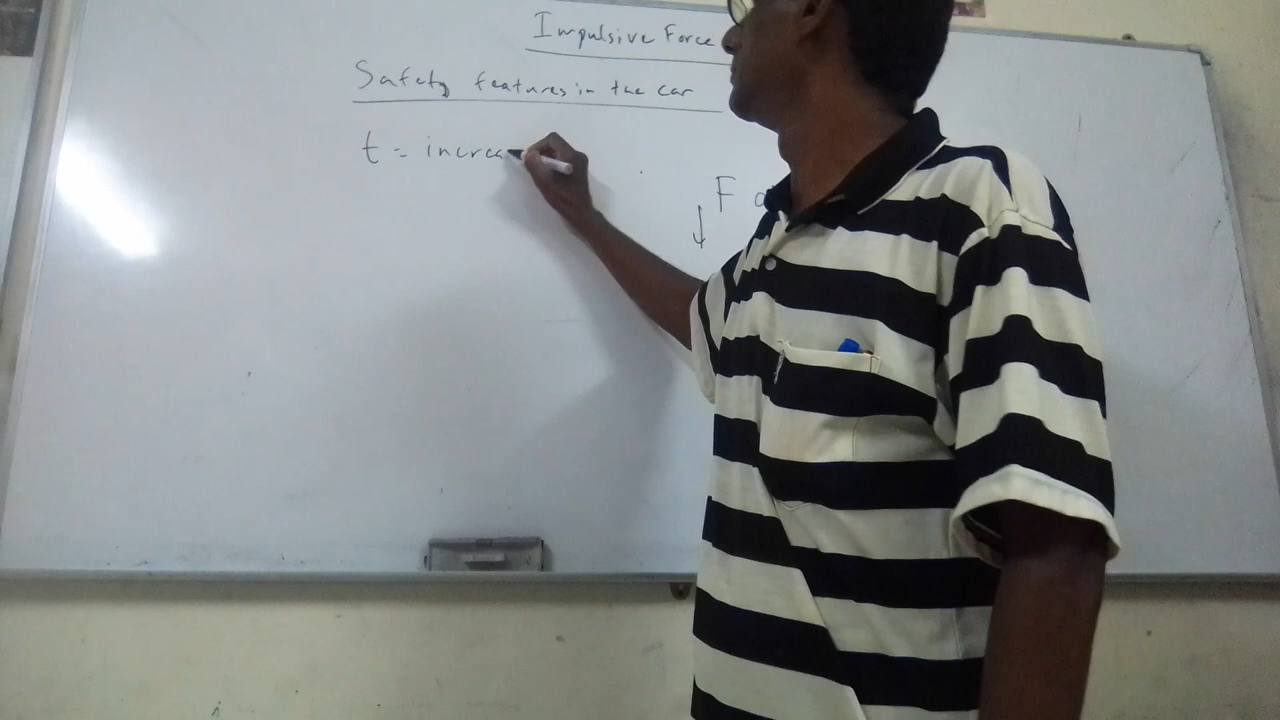 Impulsive Force
Safety features in the car
t = increa
↓ F